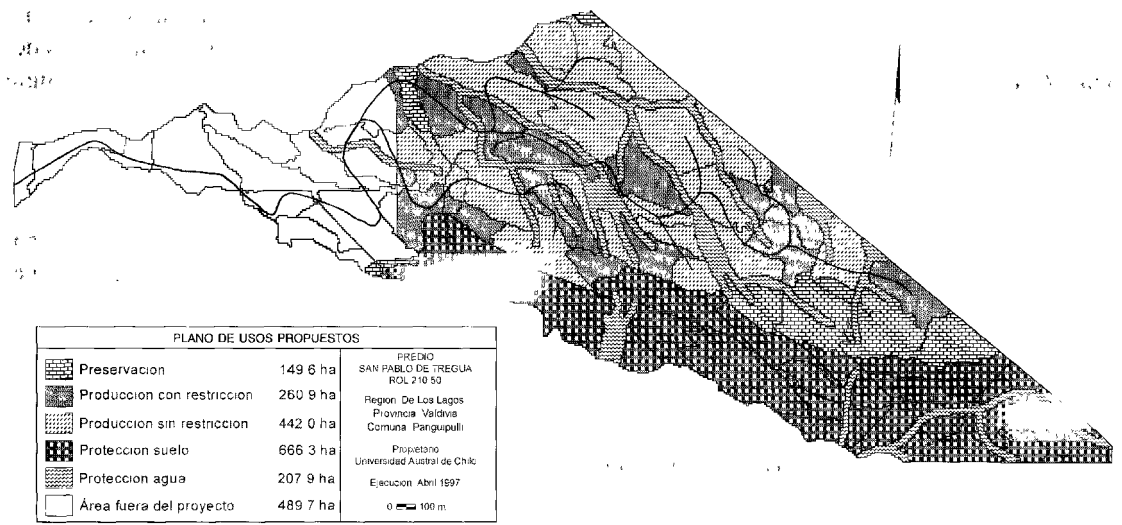 PLANO DE USOS PROPUESTOS
Preservacion 149 6 ha
Produccion con restriccion 260 9 ha
Produccion sin restriccion 442 0 ha
Proteccion suelo 666 3 ha
Proteccion agua 207 9 ha
Área fuera del proyecto 489 7 ha
PREDIO
SAN PABLO DE TREGUA
ROL 210 50
Region De Los Lagos
Provincia Valdivia
Comuna Panguipulli
Propietario
Universidad Austral de Chile
Ejecucion Abril 1997
0 100 m